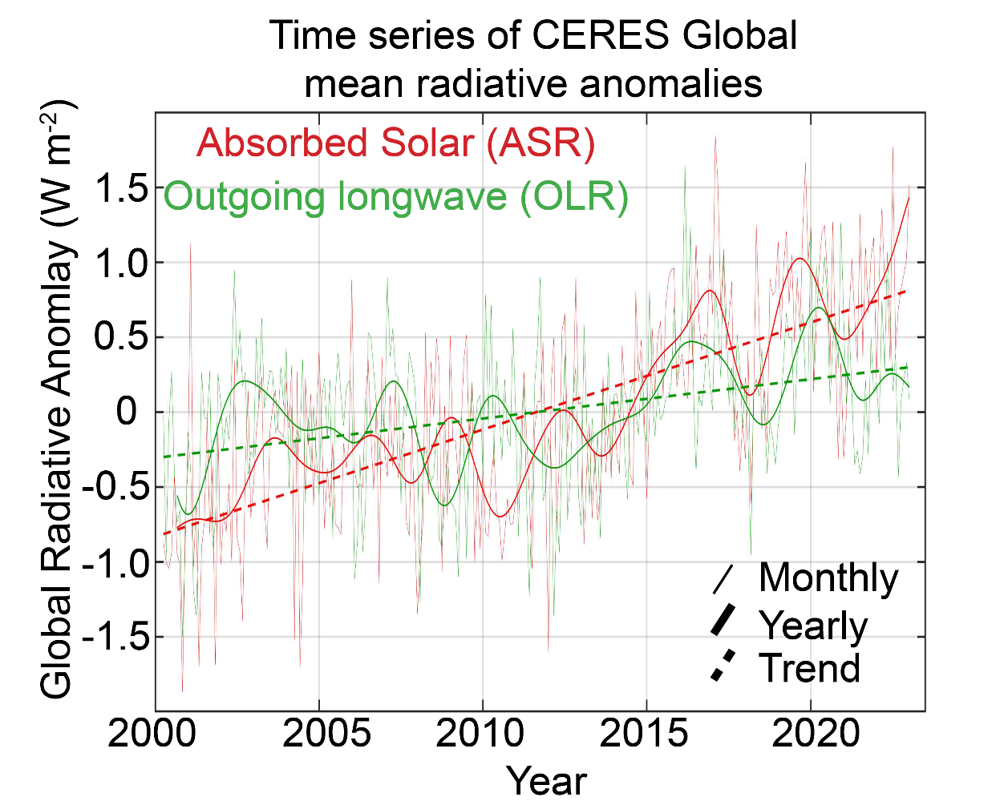 Time series of CERES Global
mean radiative anomalies
Absorbed Solar (ASR)
Outgoing longwave (OLR)
Global Radiative Anomlay (W m-2)
1.5
1.0
0.5
0
-0.5
-1.0
-1.5
Monthly
Yearly
Trend
2000 2005 2010 2015 2020
Year